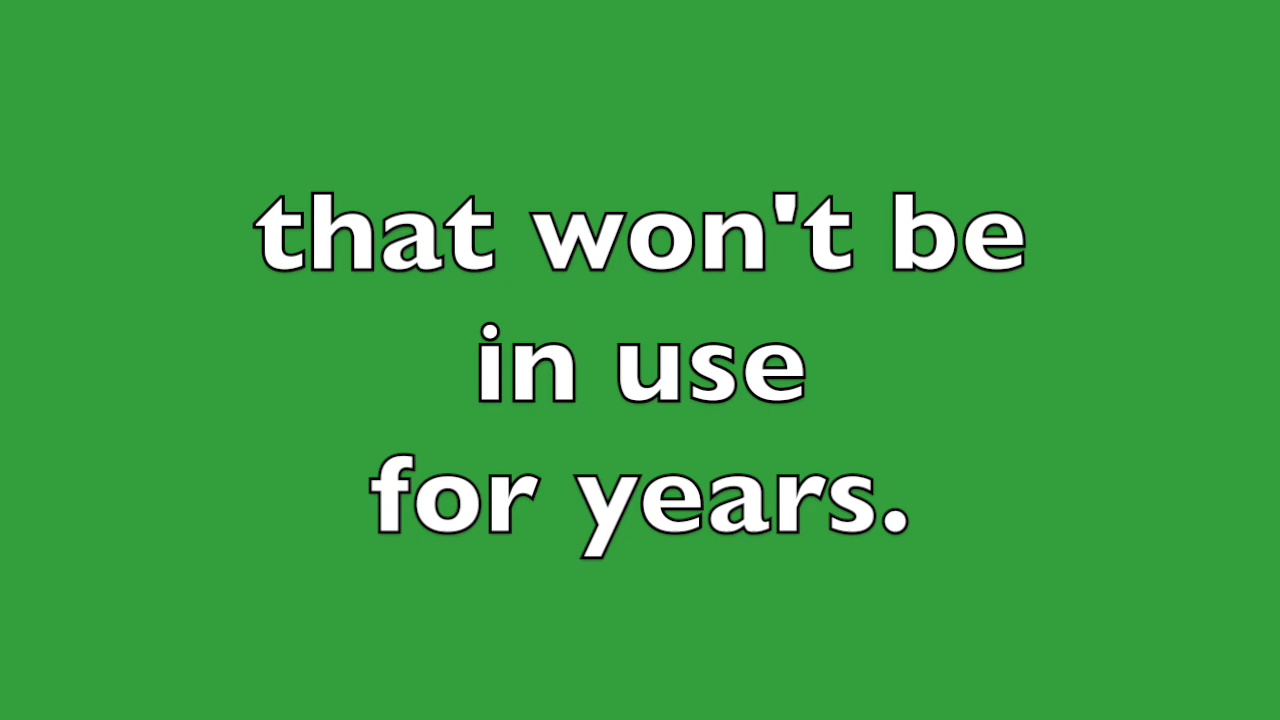 that won't be
in use
for years.